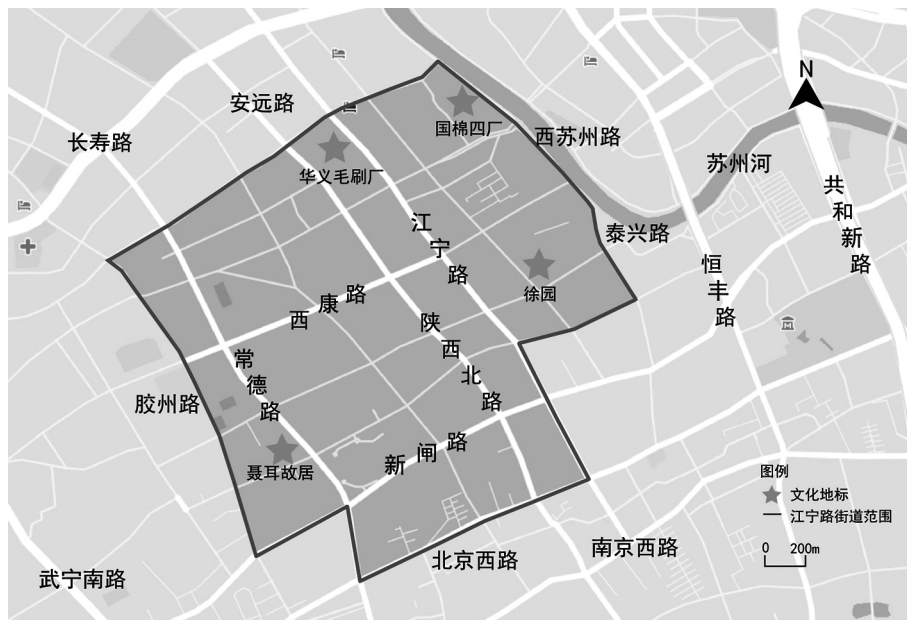 N
安远路
长寿路
国棉四厂
西苏州路
华义毛刷厂
苏州河
共和新路
江宁路
泰兴路
恒丰路
徐园
西康路
陕西北路
常德路
胶州路
新闸路
聂耳故居
图例
文化地标
江宁路街道范围
0 200m
南京西路
北京西路
武宁南路